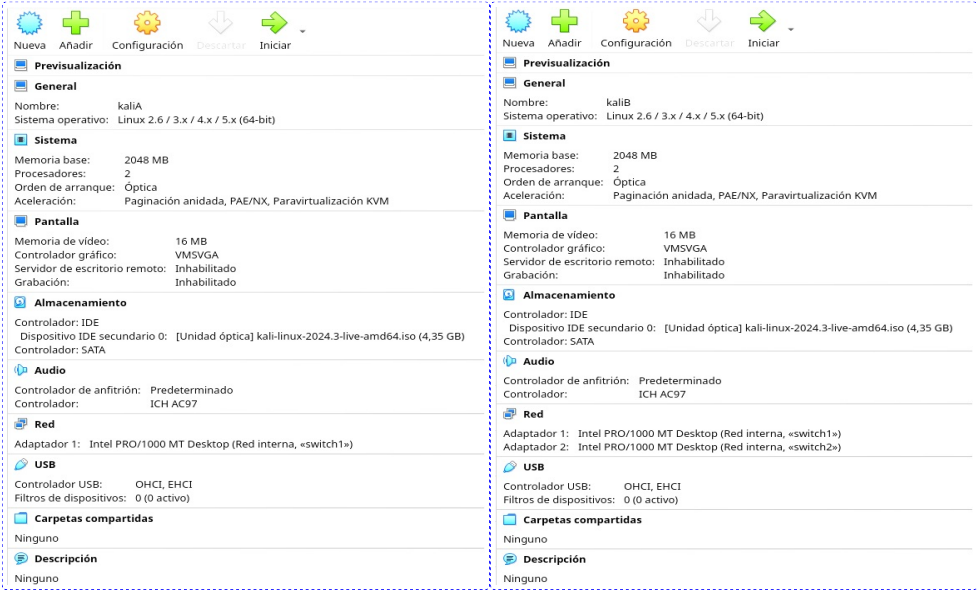 Nueva Añadir Configuración Descartar Iniciar
Previsualización
General
Nombre: kaliA
Sistema operativo: Linux 2.6 / 3.x / 4.x / 5.x (64-bit)
Sistema
Memoria base: 2048 MB
Procesadores: 2
Orden de arranque: Óptica
Aceleración: Paginación anidada, PAE/NX, Paravirtualización KVM
Pantalla
Memoria de vídeo: 16 MB
Controlador gráfico: VMSVGA
Servidor de escritorio remoto: Inhabilitado
Grabación: Inhabilitado
Almacenamiento
Controlador: IDE
Dispositivo IDE secundario 0: [Unidad óptica] kali-linux-2024.3-live-amd64.iso (4,35 GB)
Controlador: SATA
Audio
Controlador de anfitrión: Predeterminado
Controlador: ICH AC97
Red
Adaptador 1: Intel PRO/1000 MT Desktop (Red interna, «switch1»)
USB
Controlador USB: OHCI, EHCI
Filtros de dispositivos: 0 (0 activo)
Carpetas compartidas
Ninguno
Descripción
Ninguno
Nueva Añadir Configuración Descartar Iniciar
Previsualización
General
Nombre: kaliB
Sistema operativo: Linux 2.6 / 3.x / 4.x / 5.x (64-bit)
Sistema
Memoria base: 2048 MB
Procesadores: 2
Orden de arranque: Óptica
Aceleración: Paginación anidada, PAE/NX, Paravirtualización KVM
Pantalla
Memoria de vídeo: 16 MB
Controlador gráfico: VMSVGA
Servidor de escritorio remoto: Inhabilitado
Grabación: Inhabilitado
Almacenamiento
Controlador: IDE
Dispositivo IDE secundario 0: [Unidad óptica] kali-linux-2024.3-live-amd64.iso (4,35 GB)
Controlador: SATA
Audio
Controlador de anfitrión: Predeterminado
Controlador: ICH AC97
Red
Adaptador 1: Intel PRO/1000 MT Desktop (Red interna, «switch1»)
Adaptador 2: Intel PRO/1000 MT Desktop (Red interna, «switch2»)
USB
Controlador USB: OHCI, EHCI
Filtros de dispositivos: 0 (0 activo)
Carpetas compartidas
Ninguno
Descripción
Ninguno